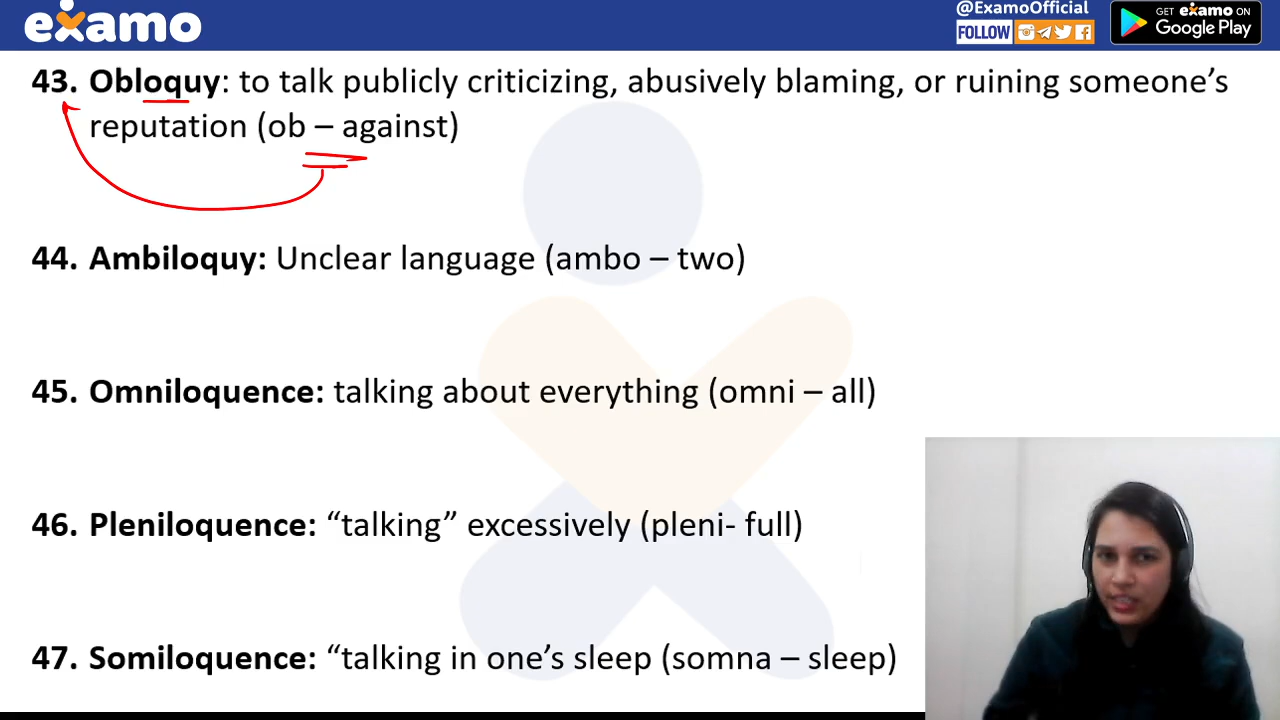 examo
@ExamoOfficial
FOLLOW
GET examo ON
Google Play
43. Obloquy: to talk publicly criticizing, abusively blaming, or ruining someone’s
reputation (ob – against)
44. Ambiloquy: Unclear language (ambo – two)
45. Omniloquence: talking about everything (omni – all)
46. Pleniloquence: “talking” excessively (pleni- full)
47. Somiloquence: “talking in one’s sleep (somna – sleep)